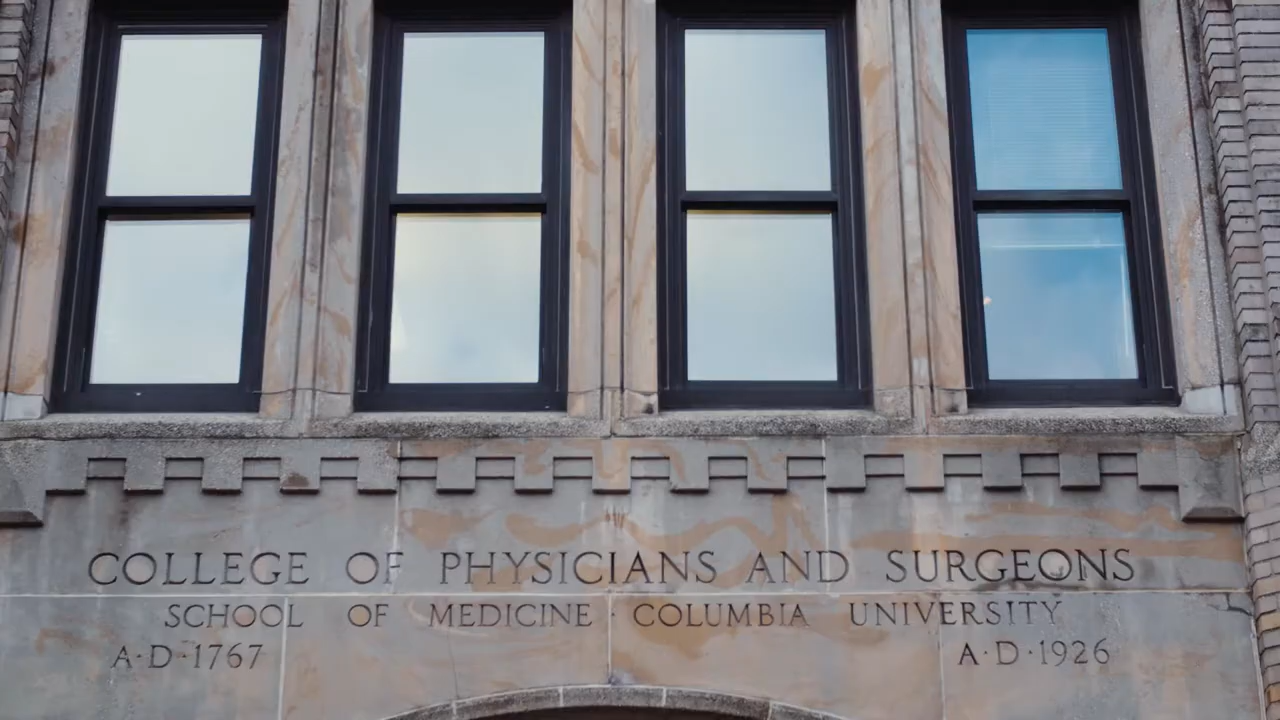 COLLEGE OF PHYSICIANS AND SURGEONS
SCHOOL OF MEDICINE · COLUMBIA UNIVERSITY
A·D·1767 A·D·1926